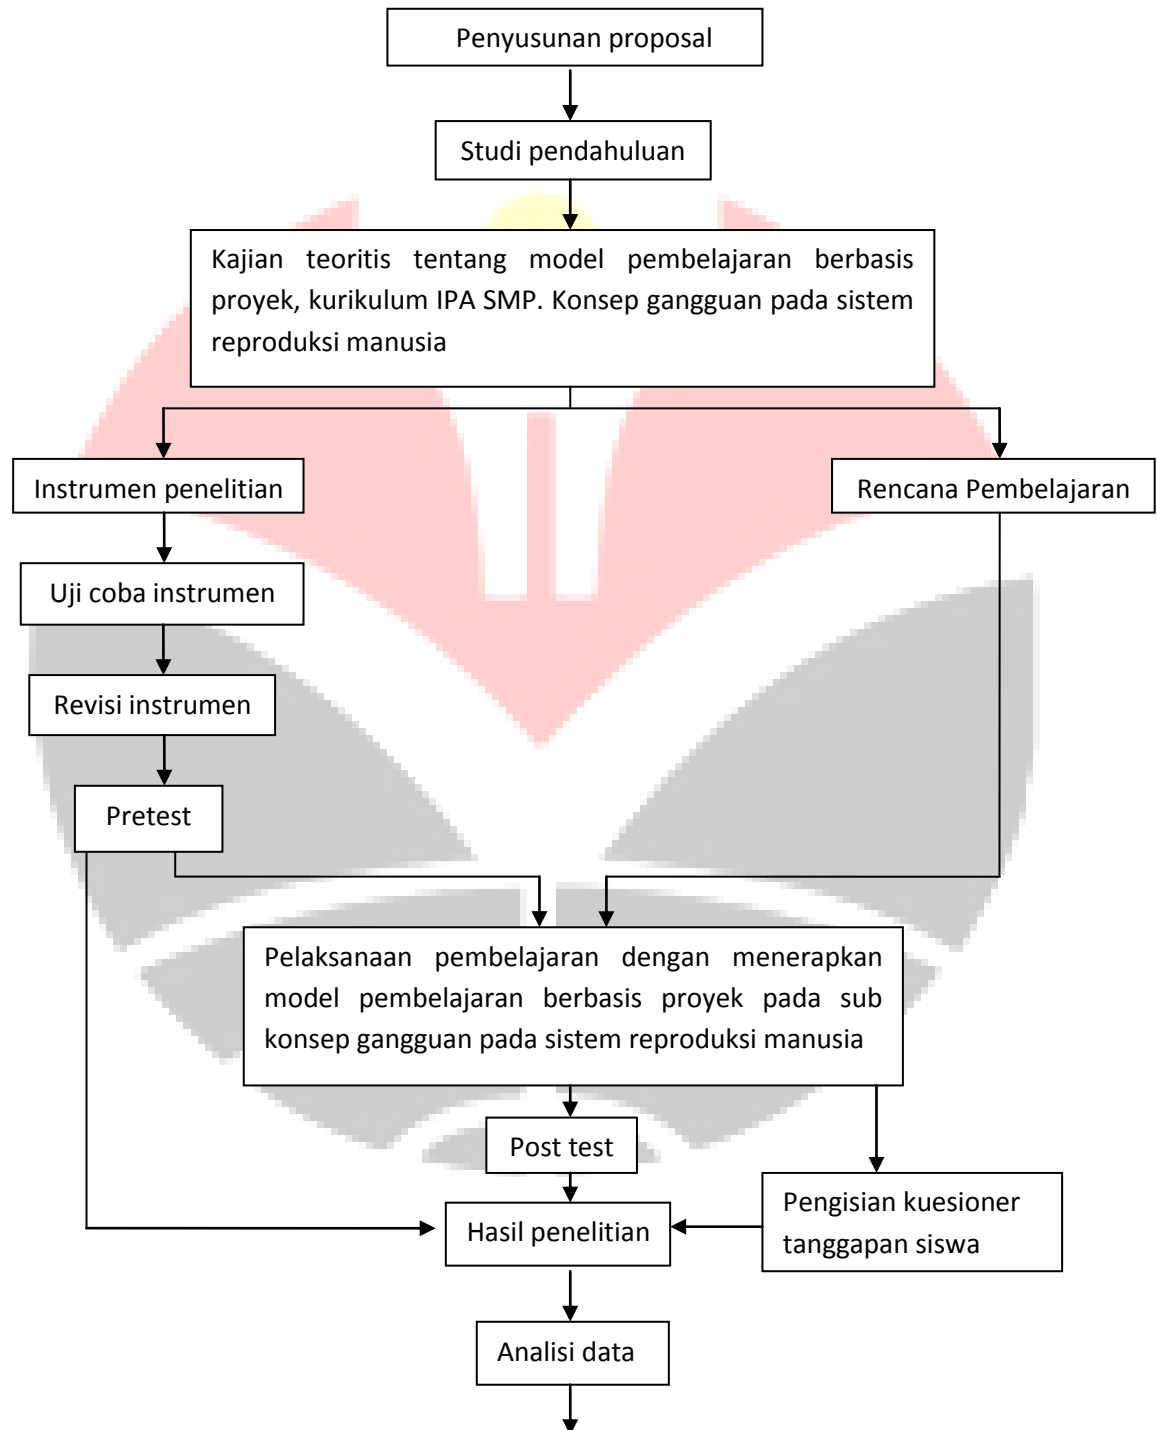 Penyusunan proposal
Studi pendahuluan
Kajian teoritis tentang model pembelajaran berbasis
proyek, kurikulum IPA SMP. Konsep gangguan pada sistem
reproduksi manusia
Instrumen penelitian
Rencana Pembelajaran
Uji coba instrumen
Revisi instrumen
Pretest
Pelaksanaan pembelajaran dengan menerapkan
model pembelajaran berbasis proyek pada sub
konsep gangguan pada sistem reproduksi manusia
Post test
Pengisian kuesioner
tanggapan siswa
Hasil penelitian
Analisi data